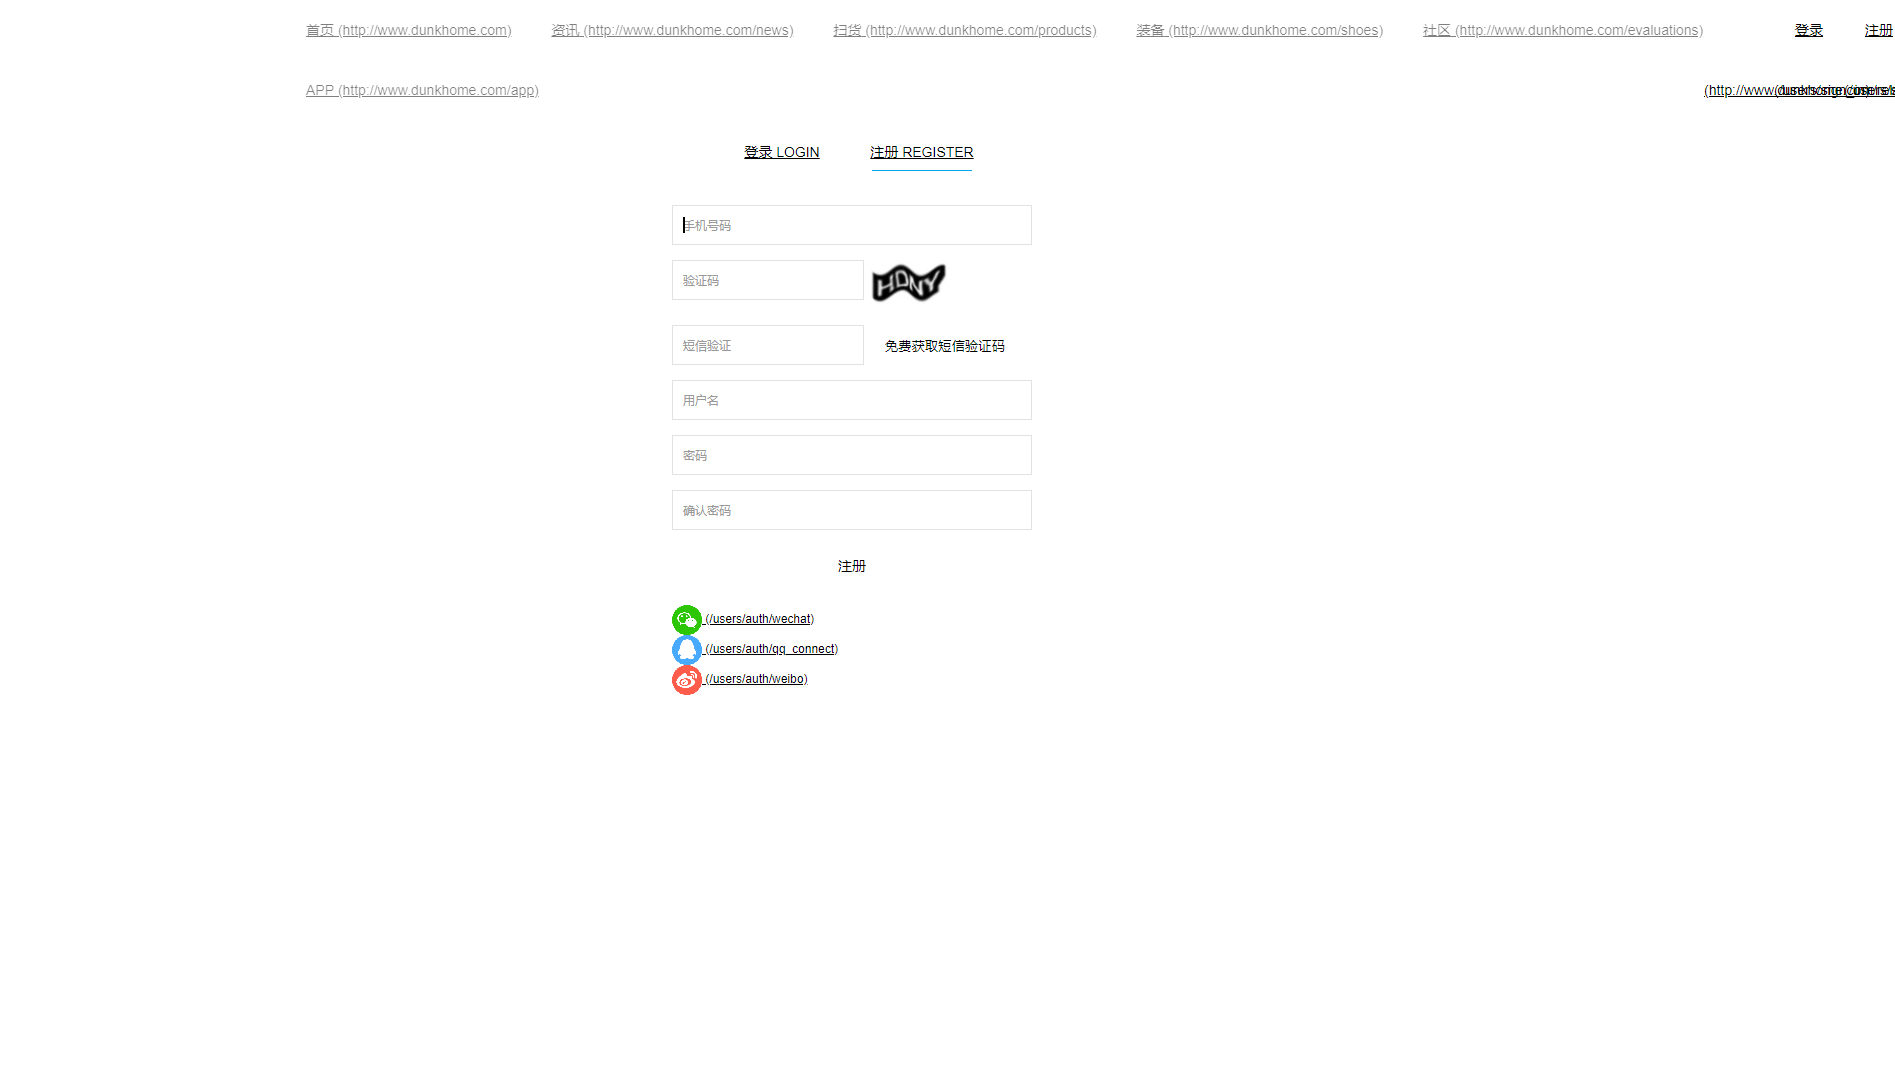 首页 (http://www.dunkhome.com) 资讯 (http://www.dunkhome.com/news) 扫货 (http://www.dunkhome.com/products) 装备 (http://www.dunkhome.com/shoes) 社区 (http://www.dunkhome.com/evaluations) 登录 注册
APP (http://www.dunkhome.com/app)
登录 LOGIN 注册 REGISTER
手机号码
验证码 HDNY
短信验证 免费获取短信验证码
用户名
密码
确认密码
注册
(/users/auth/wechat)
(/users/auth/qq_connect)
(/users/auth/weibo)